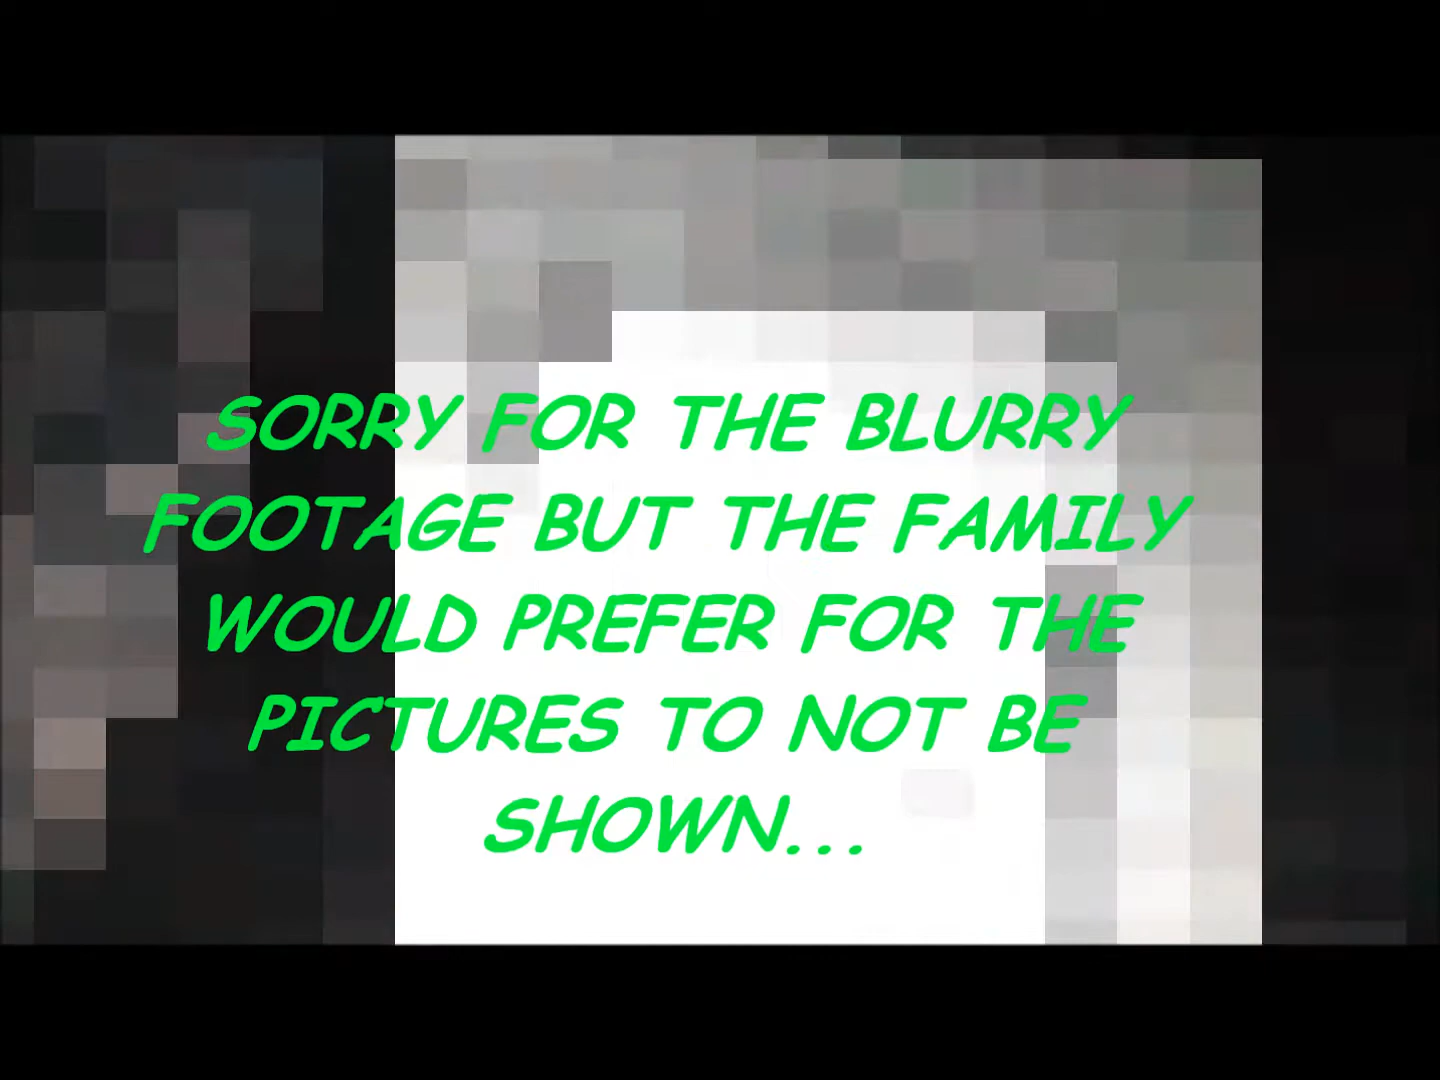 SORRY FOR THE BLURRY
FOOTAGE BUT THE FAMILY
WOULD PREFER FOR THE
PICTURES TO NOT BE
SHOWN...